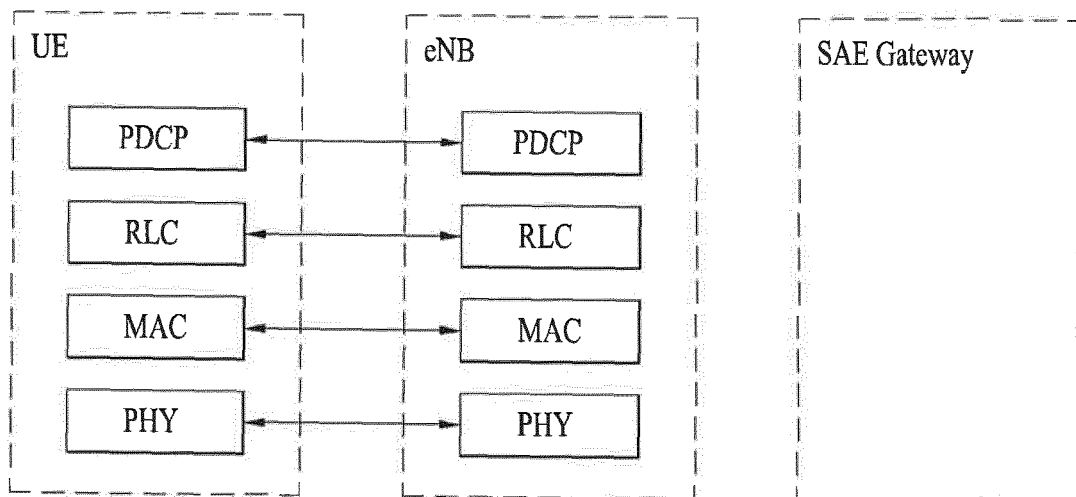 UE
eNB
SAE Gateway
PDCP
PDCP
RLC
RLC
MAC
MAC
PHY
PHY